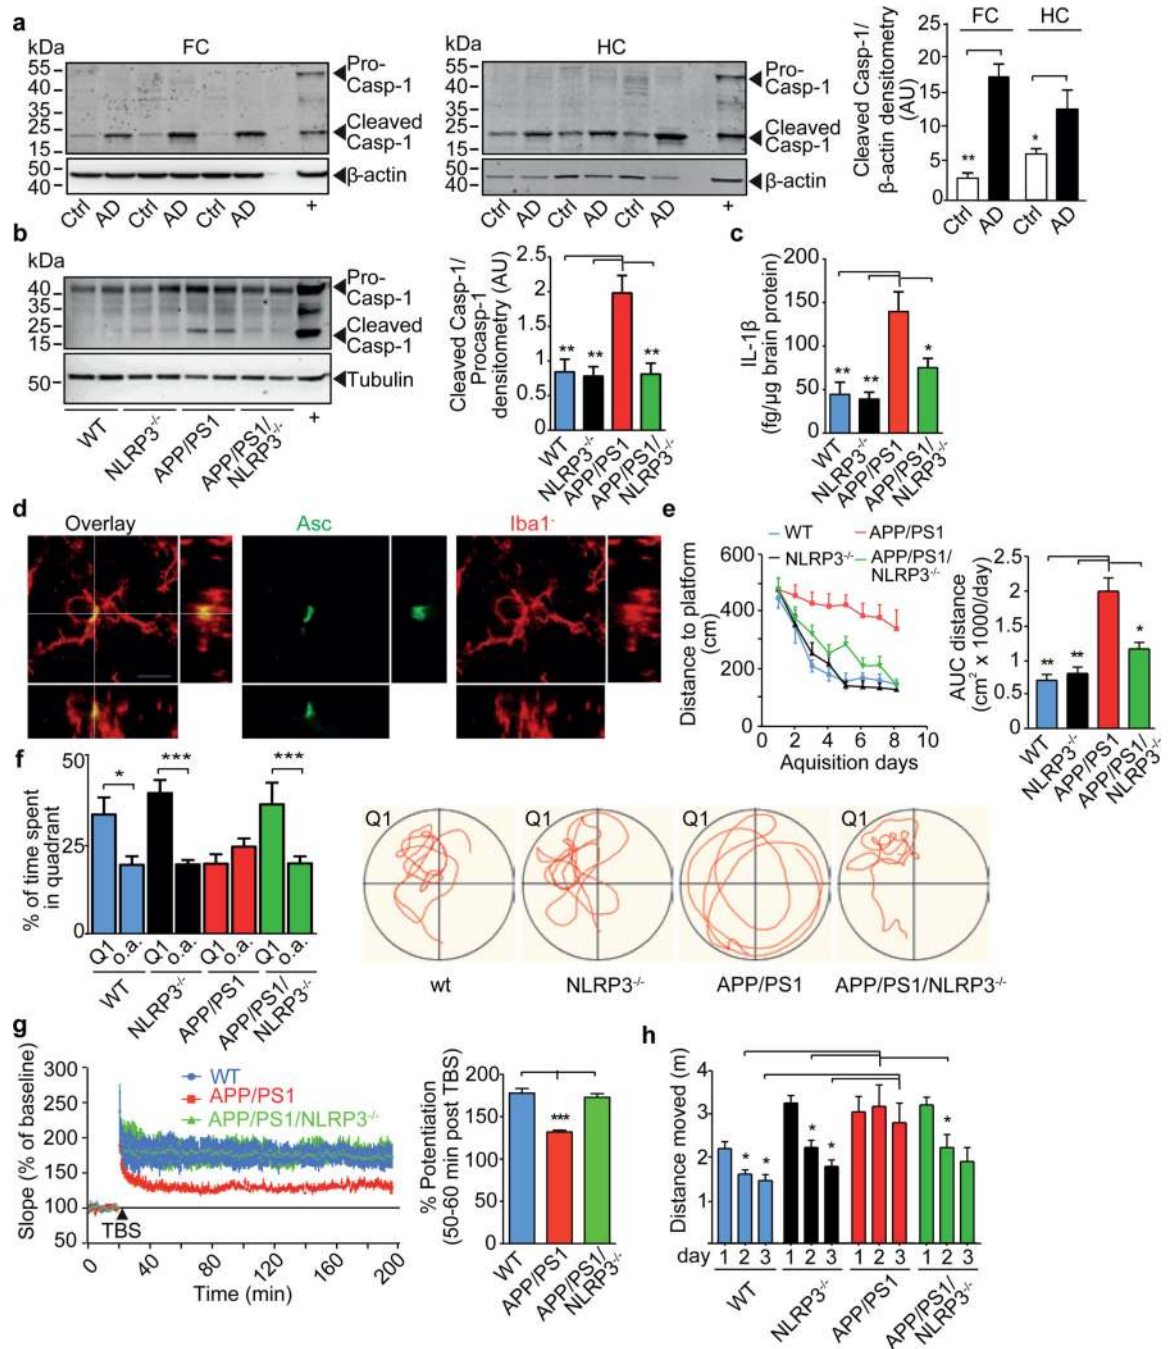 a
kDa
FC
55
40
35
25
15
50
40
Pro-
Casp-1
Cleaved
Casp-1
β-actin
Ctrl AD Ctrl AD Ctrl AD +
kDa
HC
55
40
35
25
15
50
40
Pro-
Casp-1
Cleaved
Casp-1
β-actin
Ctrl AD Ctrl AD Ctrl AD +
Cleaved Casp-1/
β-actin densitometry
(AU)
FC HC
25
20
15
10
5
0
**
*
Ctrl AD Ctrl AD
b
kDa
40
35
25
15
50
Pro-
Casp-1
Cleaved
Casp-1
Tubulin
WT
NLRP3-/-
APP/PS1
APP/PS1/
NLRP3-/-
+
Cleaved Casp-1/
Procasp-1
densitometry (AU)
2.5
2
1.5
1
0.5
0
** ** **
WT
NLRP3-/-
APP/PS1
APP/PS1/
NLRP3-/-
c
IL-1β
(fg/μg brain protein)
150
100
50
0
** ** *
WT
NLRP3-/-
APP/PS1
APP/PS1/
NLRP3-/-
d
Overlay
Asc
Iba1-
e
WT
APP/PS1
NLRP3-/-
APP/PS1/
NLRP3-/-
Distance to platform
(cm)
600
400
200
0 2 4 6 8 10
Aquisition days
AUC distance
(cm2 x 1000/day)
2.5
2
1.5
1
0.5
0
** ** *
WT
NLRP3-/-
APP/PS1
APP/PS1/
NLRP3-/-
f
% of time spent
in quadrant
50
25
0
* *** ***
Q1 o.a. Q1 o.a. Q1 o.a. Q1 o.a.
WT
NLRP3-/-
APP/PS1
APP/PS1/
NLRP3-/-
Q1 Q1 Q1 Q1
wt NLRP3-/- APP/PS1 APP/PS1/NLRP3-/-
g
Slope (% of baseline)
300
250
200
150
100
50
WT
APP/PS1
APP/PS1/NLRP3-/-
TBS
0 40 80 120 160 200
Time (min)
% Potentiation
(50-60 min post TBS)
200
150
100
50
0
***
WT
APP/PS1
APP/PS1/
NLRP3-/-
h
Distance moved (m)
4
3
2
1
* * * * *
day 1 2 3 1 2 3 1 2 3 1 2 3
WT
NLRP3-/-
APP/PS1
APP/PS1/
NLRP3-/-